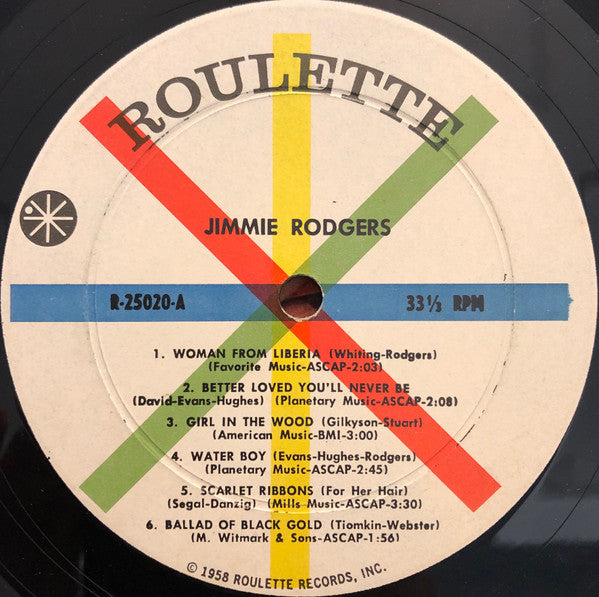 ROULETTE
JIMMIE RODGERS
R-25020-A 33⅓ RPM
1. WOMAN FROM LIBERIA (Whiting-Rodgers)
(Favorite Music-ASCAP-2:03)
2. BETTER LOVED YOU'LL NEVER BE
(David-Evans-Hughes) (Planetary Music-ASCAP-2:08)
3. GIRL IN THE WOOD (Gilkyson-Stuart)
(American Music-BMI-3:00)
4. WATER BOY (Evans-Hughes-Rodgers)
(Planetary Music-ASCAP-2:45)
5. SCARLET RIBBONS (For Her Hair)
(Segal-Danzig) (Mills Music-ASCAP-3:30)
6. BALLAD OF BLACK GOLD (Tiomkin-Webster)
(M. Witmark & Sons-ASCAP-1:56)
© 1958 ROULETTE RECORDS, INC.